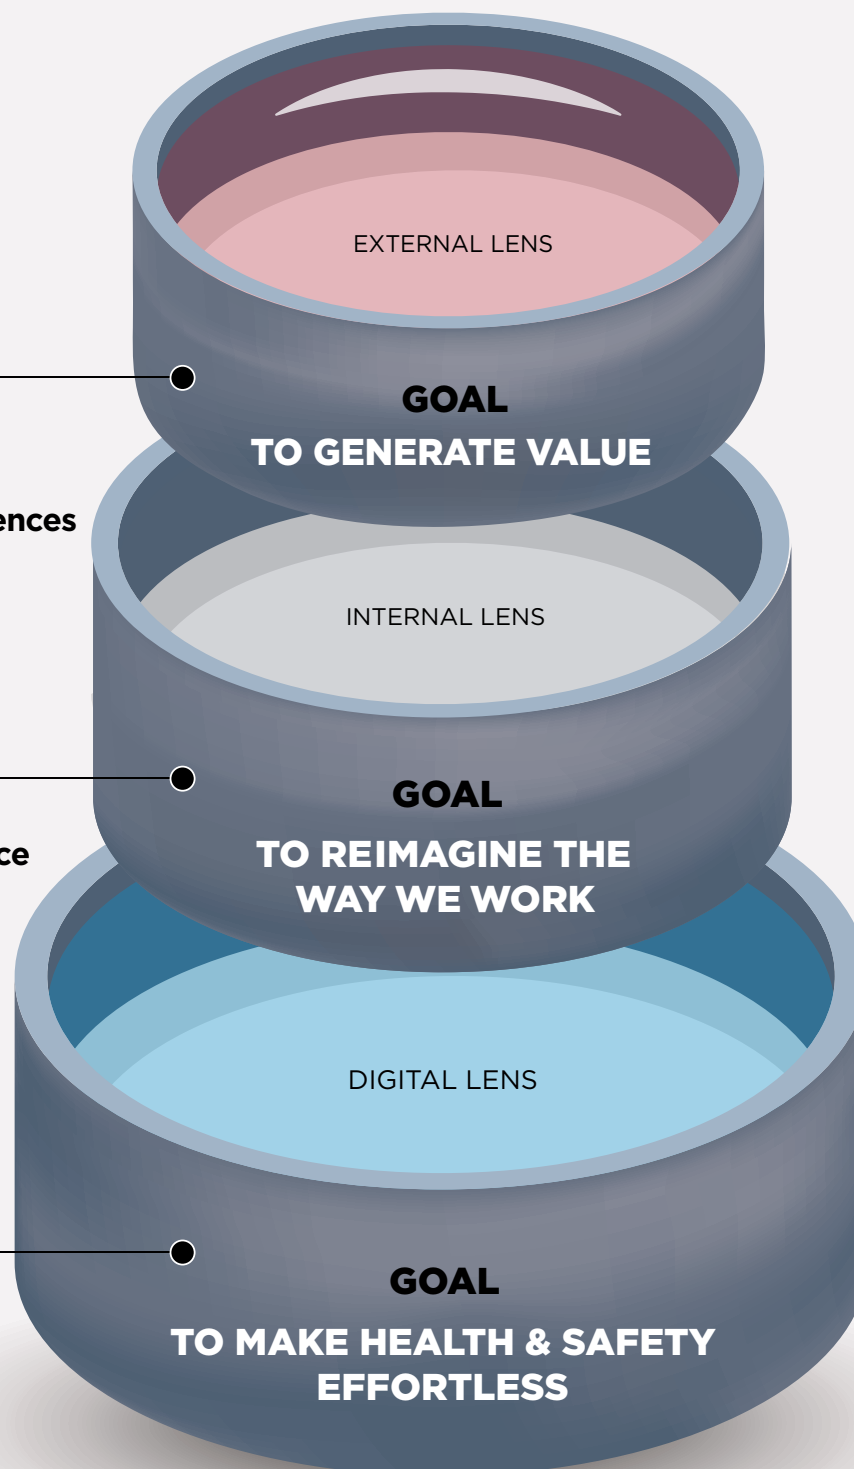 EXTERNAL LENS
GOAL
TO GENERATE VALUE
ences
INTERNAL LENS
GOAL
TO REIMAGINE THE
WAY WE WORK
ce
DIGITAL LENS
GOAL
TO MAKE HEALTH & SAFETY
EFFORTLESS